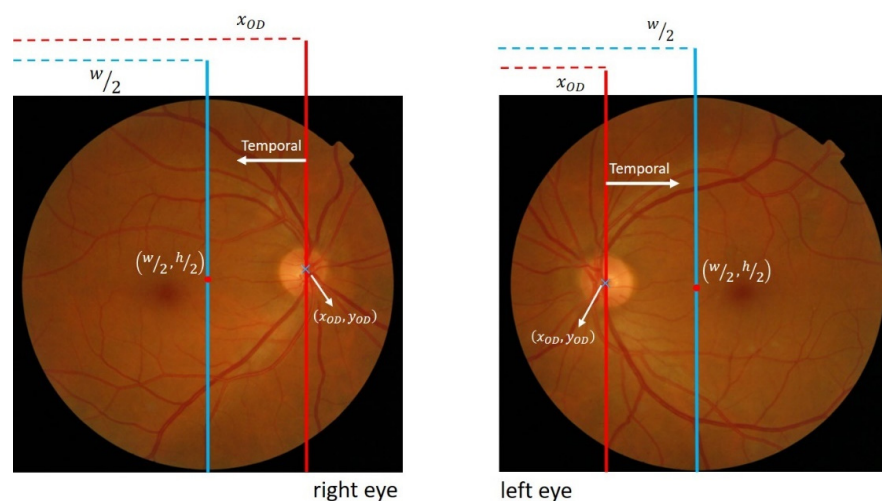 x_OD
w/2
Temporal
(w/2, h/2)
(x_OD, y_OD)
right eye
w/2
x_OD
Temporal
(w/2, h/2)
(x_OD, y_OD)
left eye